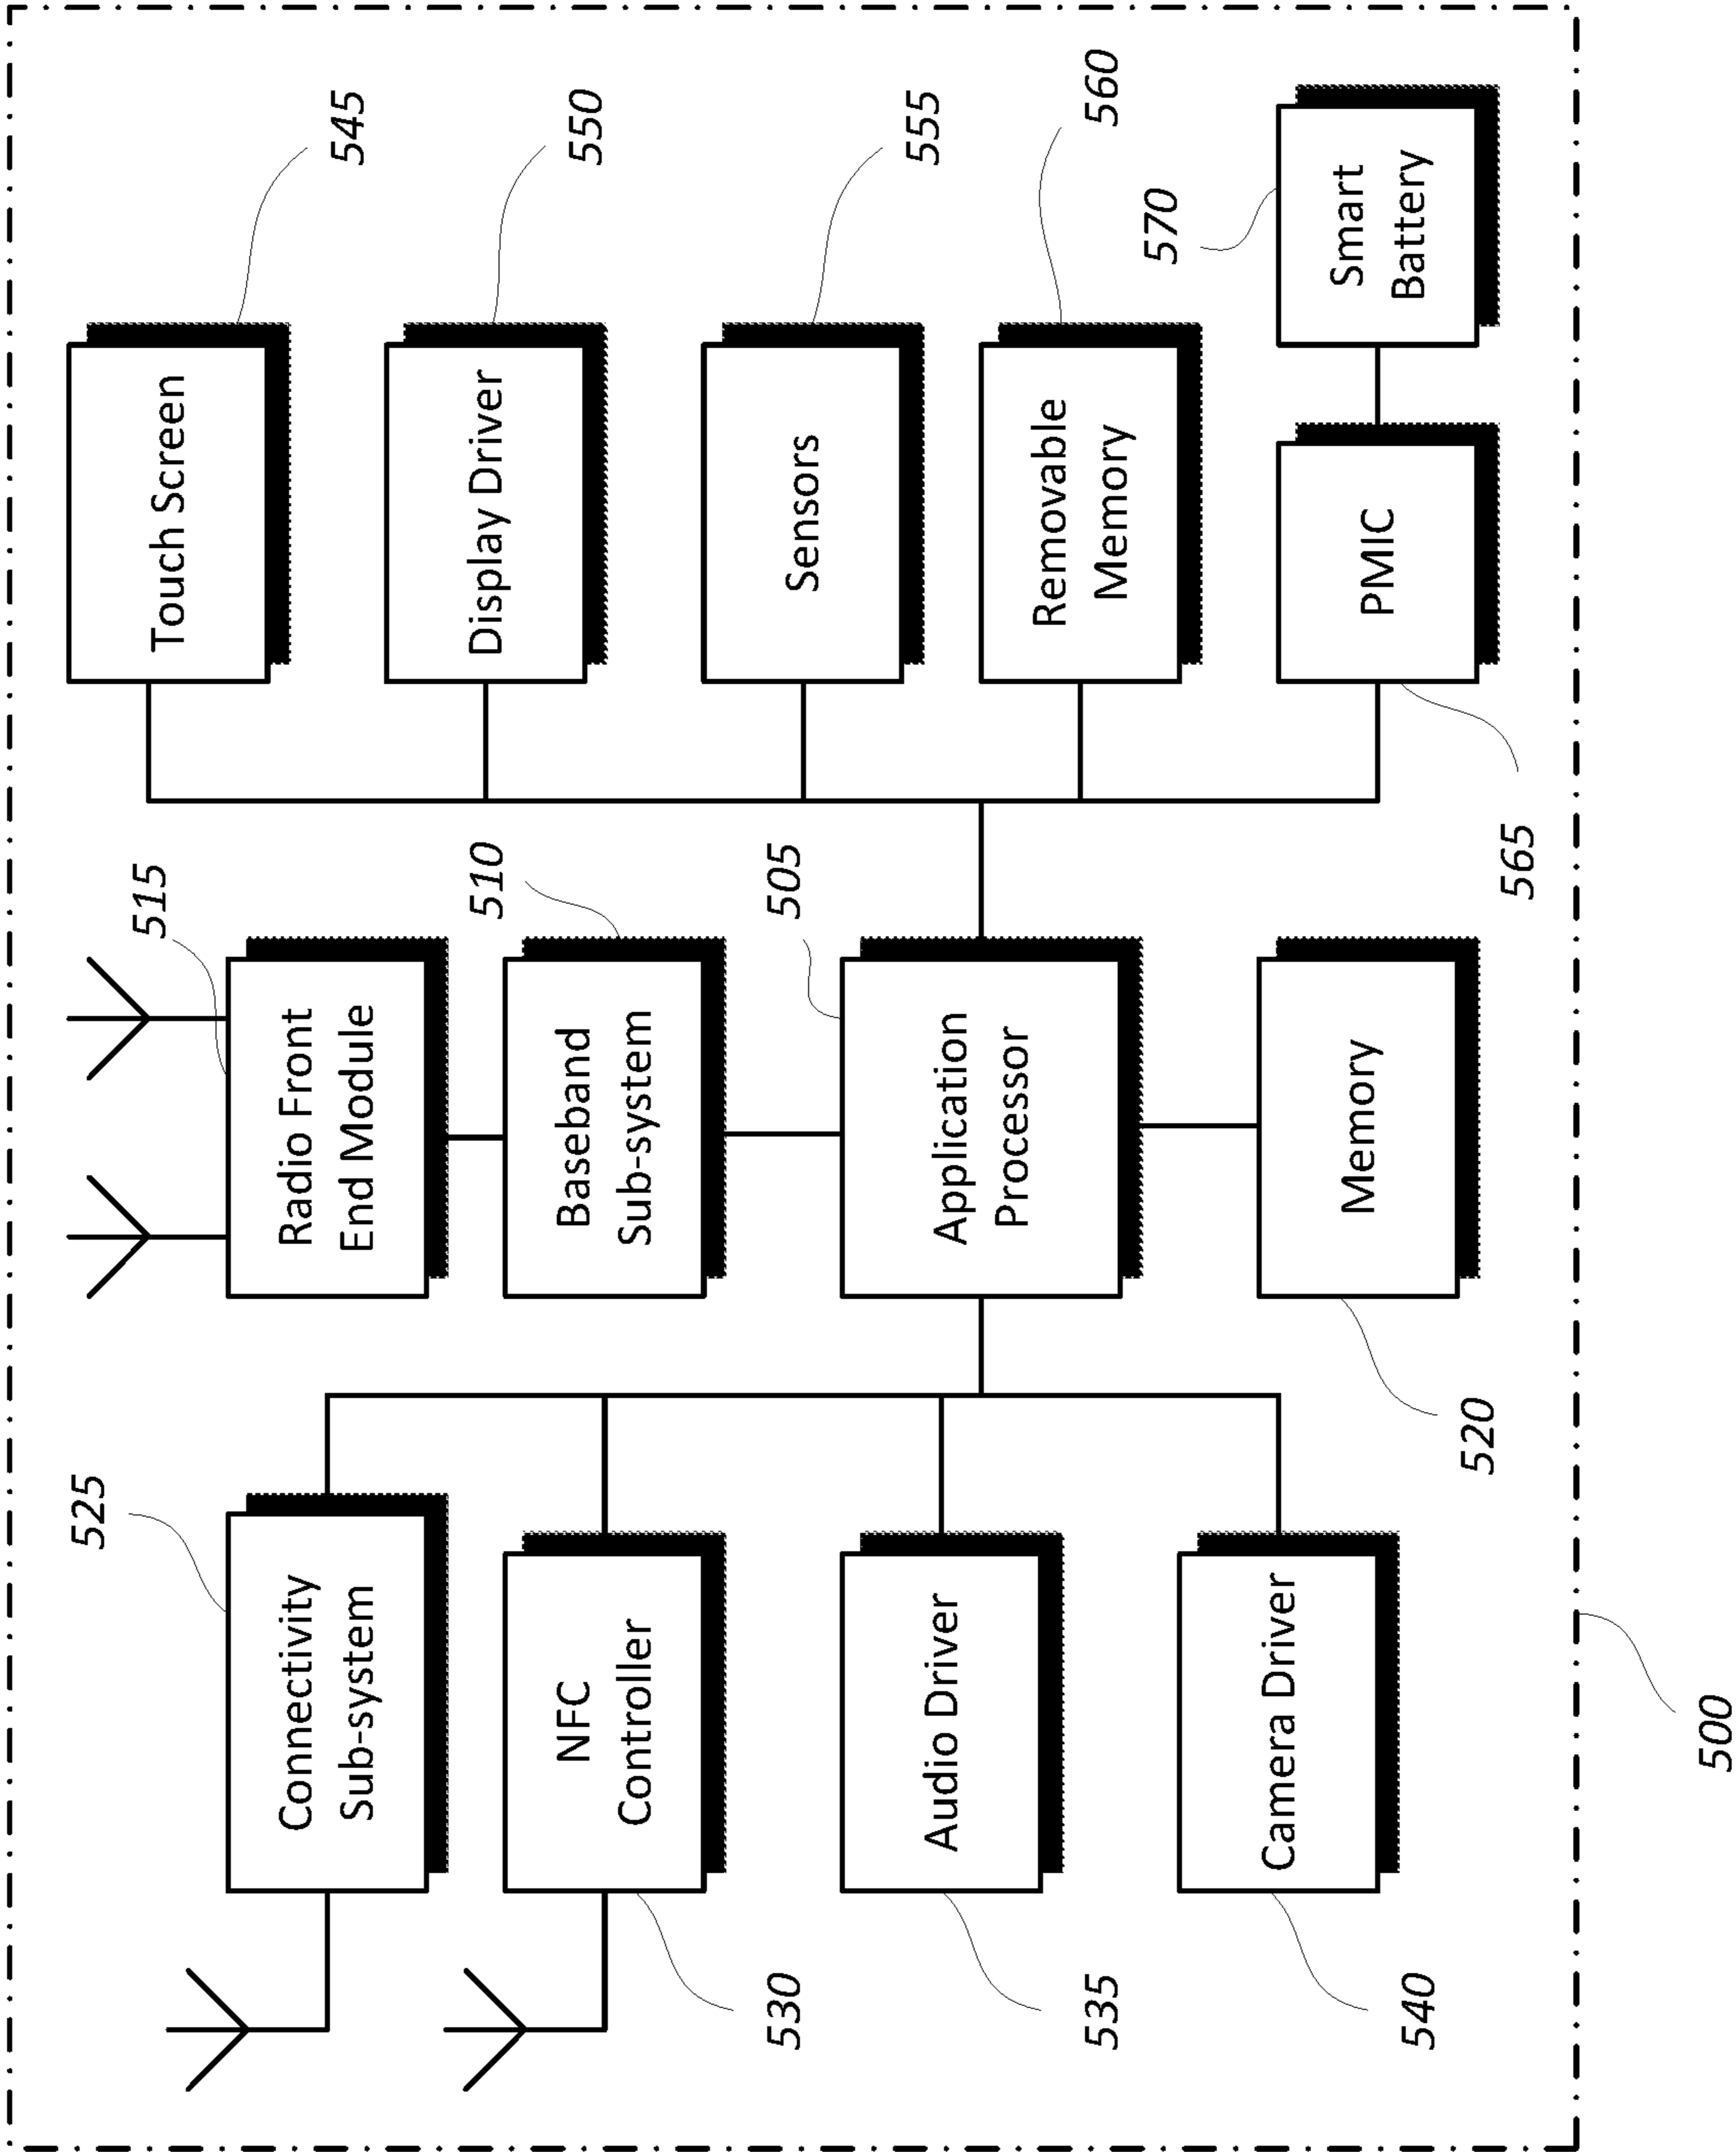 515
545
525
Connectivity
Sub-system
Radio Front
End Module
Touch Screen
510
550
NFC
Controller
Baseband
Sub-system
Display Driver
530
505
555
Audio Driver
Application
Processor
Sensors
535
560
Removable
Memory
570
Camera Driver
Memory
PMIC
Smart
Battery
540
520
565
500